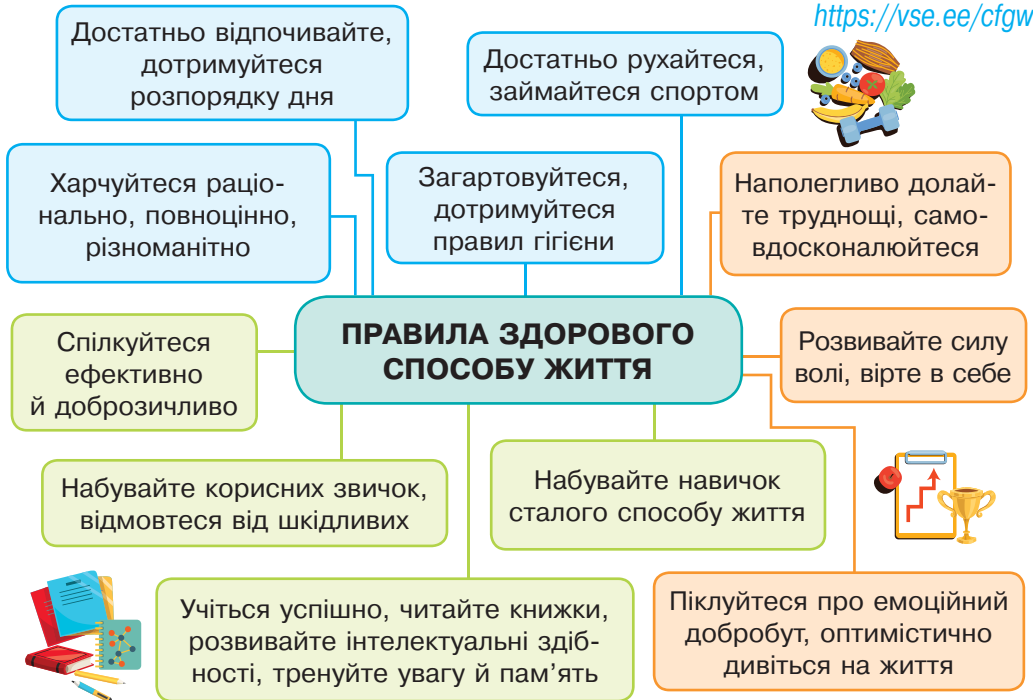 https://vse.ee/cfgw
Достатньо відпочивайте,
дотримуйтеся
розпорядку дня
Достатньо рухайтеся,
займайтеся спортом
Харчуйтеся раціо-
нально, повноцінно,
різноманітно
Загартовуйтеся,
дотримуйтеся
правил гігієни
Наполегливо долай-
те труднощі, само-
вдосконалюйтеся
ПРАВИЛА ЗДОРОВОГО
СПОСОБУ ЖИТТЯ
Спілкуйтеся
ефективно
й доброзичливо
Розвивайте силу
волі, вірте в себе
Набувайте корисних звичок,
відмовтеся від шкідливих
Набувайте навичок
сталого способу життя
Учіться успішно, читайте книжки,
розвивайте інтелектуальні здіб-
ності, тренуйте увагу й пам’ять
Піклуйтеся про емоційний
добробут, оптимістично
дивіться на життя